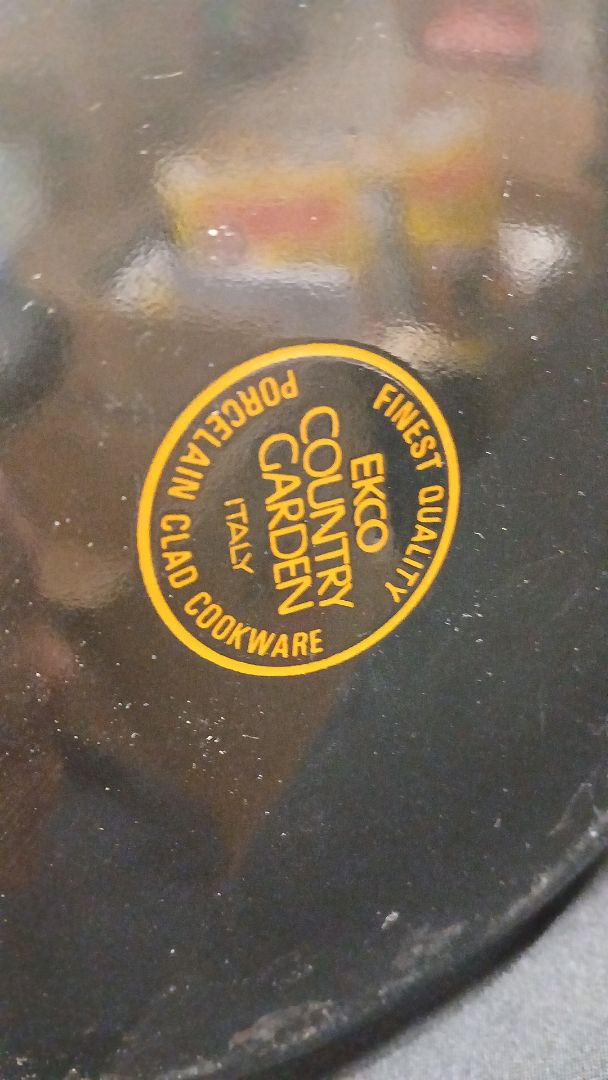 FINEST QUALITY
EKCO
COUNTRY
GARDEN
ITALY
PORCELAIN CLAD COOKWARE